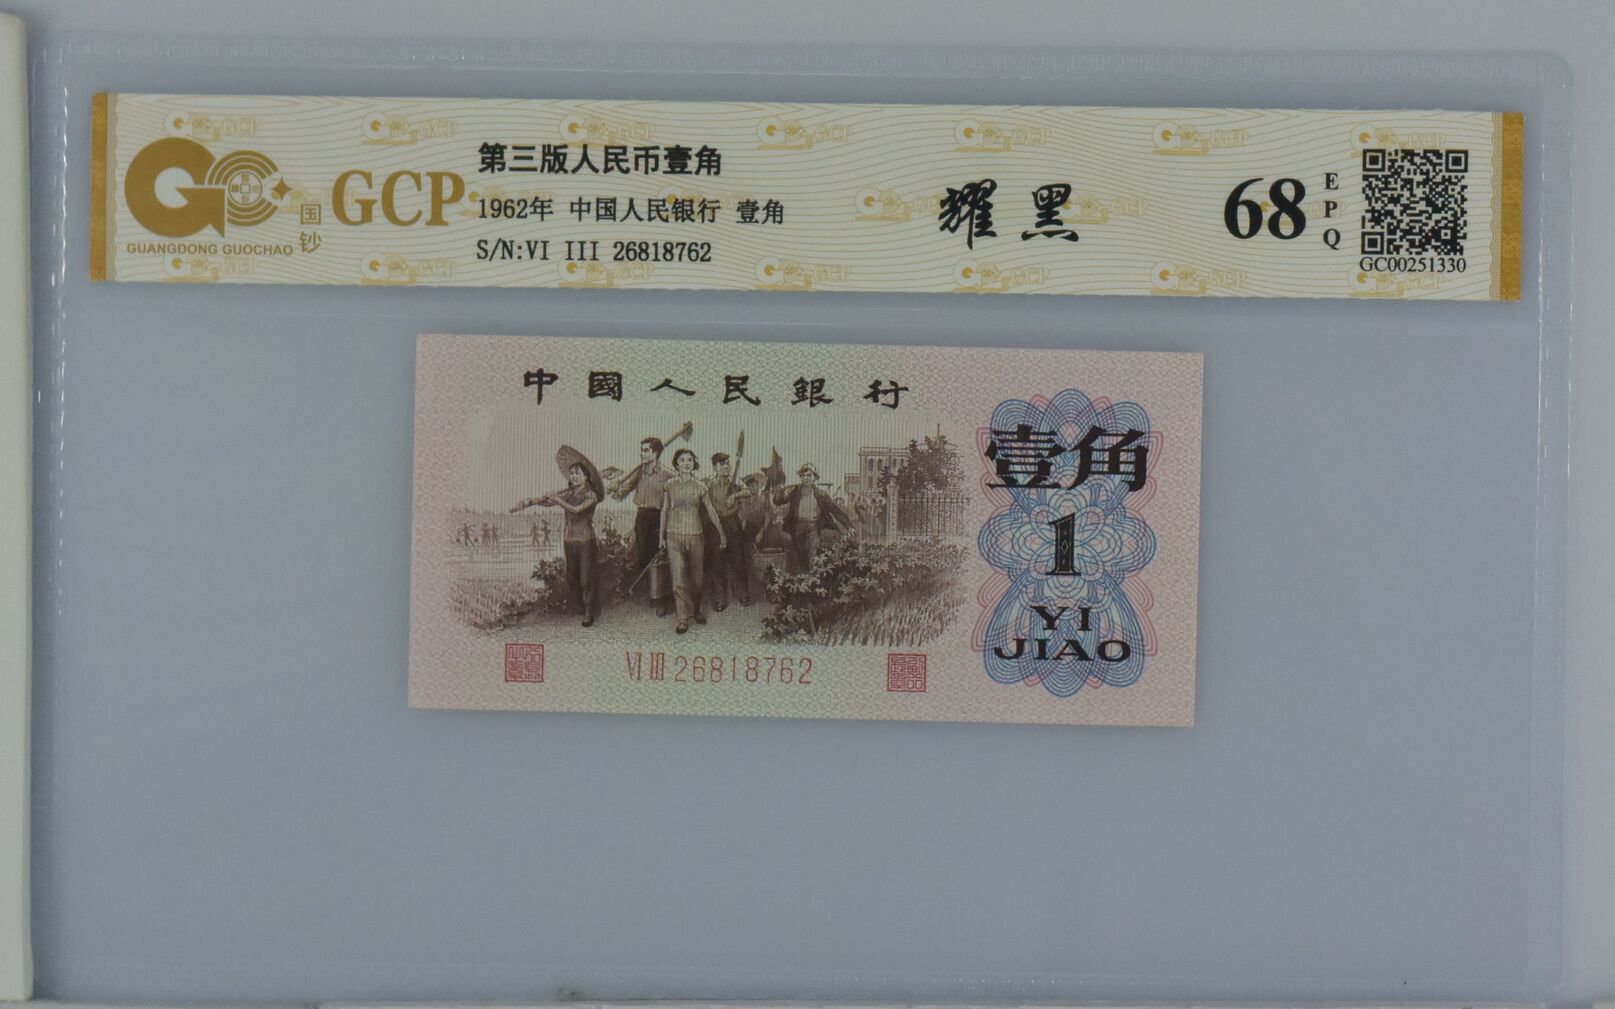 GCP
GUANGDONG GUOCHAO
国钞
第三版人民币壹角
1962年 中国人民银行 壹角
S/N:VI III 26818762
耀黑
68
EPQ
GC00251330
中國人民銀行
壹角
1
YI
JIAO
VI III 26818762